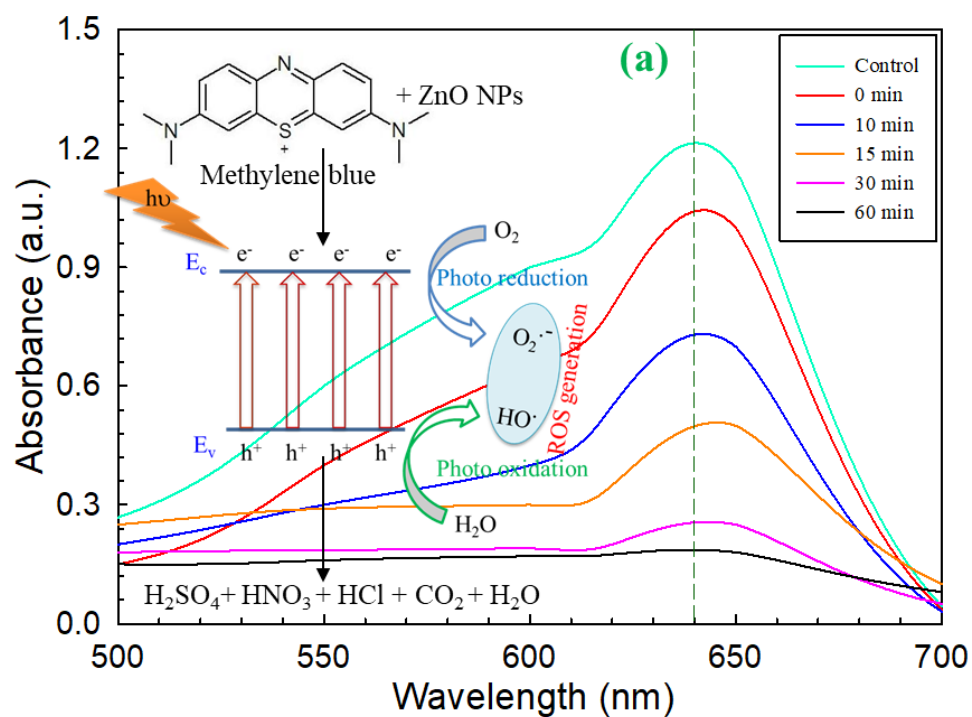 (a)
1.5
1.2
0.9
0.6
0.3
0.0
Absorbance (a.u.)
500
550
600
650
700
Wavelength (nm)
Control
0 min
10 min
15 min
30 min
60 min
N
N
S
+
N
+ ZnO NPs
Methylene blue
hυ
e⁻ e⁻ e⁻ e⁻
E_c
O₂
Photo reduction
O₂·⁻
HO·
ROS generation
E_v
h⁺ h⁺ h⁺ h⁺
Photo oxidation
H₂O
H₂SO₄+ HNO₃ + HCl + CO₂ + H₂O